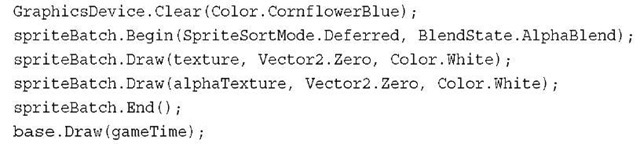 GraphicsDevice.Clear(Color.CornflowerBlue);
spriteBatch.Begin(SpriteSortMode.Deferred, BlendState.AlphaBlend);
spriteBatch.Draw(texture, Vector2.Zero, Color.White);
spriteBatch.Draw(alphaTexture, Vector2.Zero, Color.White);
spriteBatch.End();
base.Draw(gameTime);